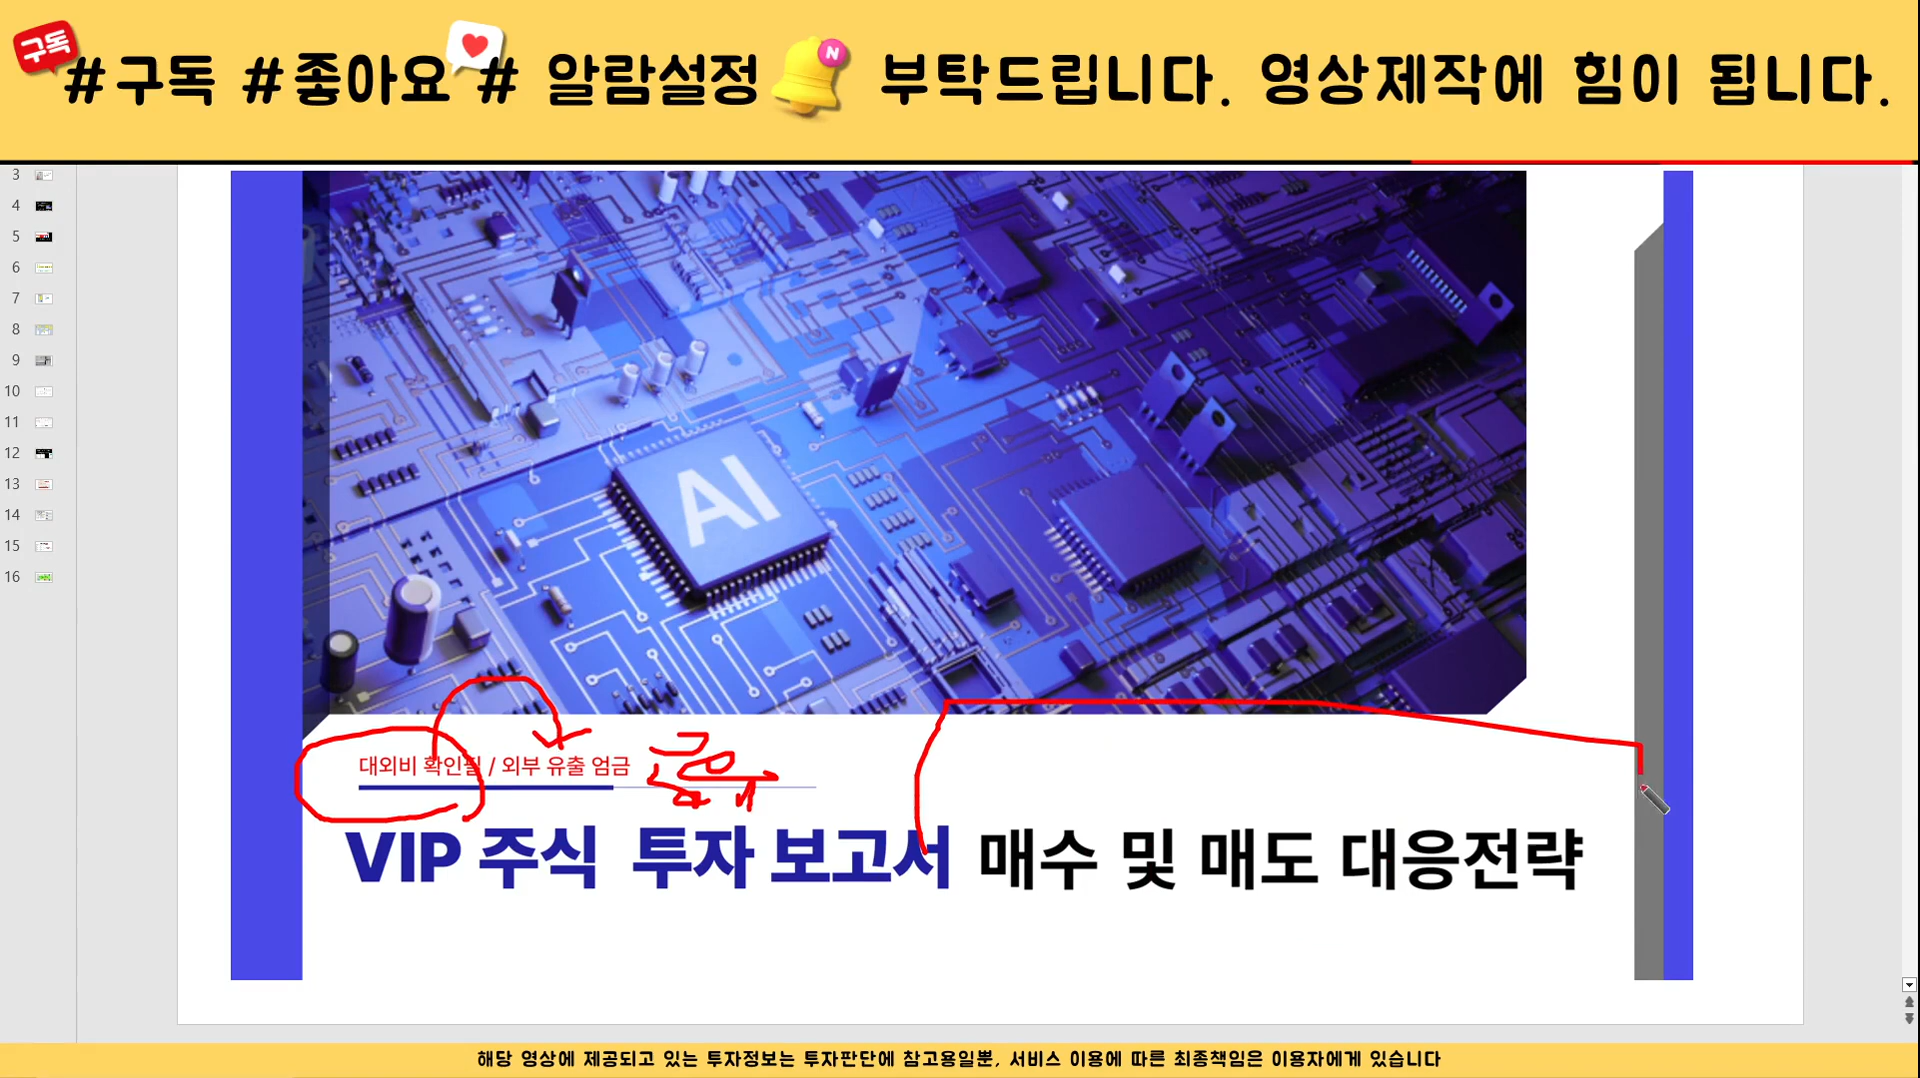 구독
#구독 #좋아요 # 알람설정 N 부탁드립니다. 영상제작에 힘이 됩니다.
3
4
5
6
7
8
9
10
11
12
13
14
15
16
AI
대외비 확인필 / 외부 유출 엄금
VIP 주식 투자 보고서 매수 및 매도 대응전략
해당 영상에 제공되고 있는 투자정보는 투자판단에 참고용일뿐, 서비스 이용에 따른 최종책임은 이용자에게 있습니다